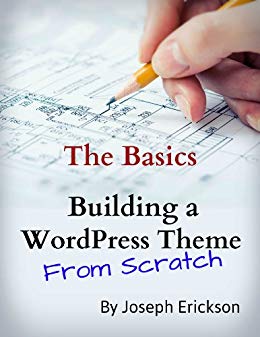 The Basics
Building a
WordPress Theme
From Scratch
By Joseph Erickson